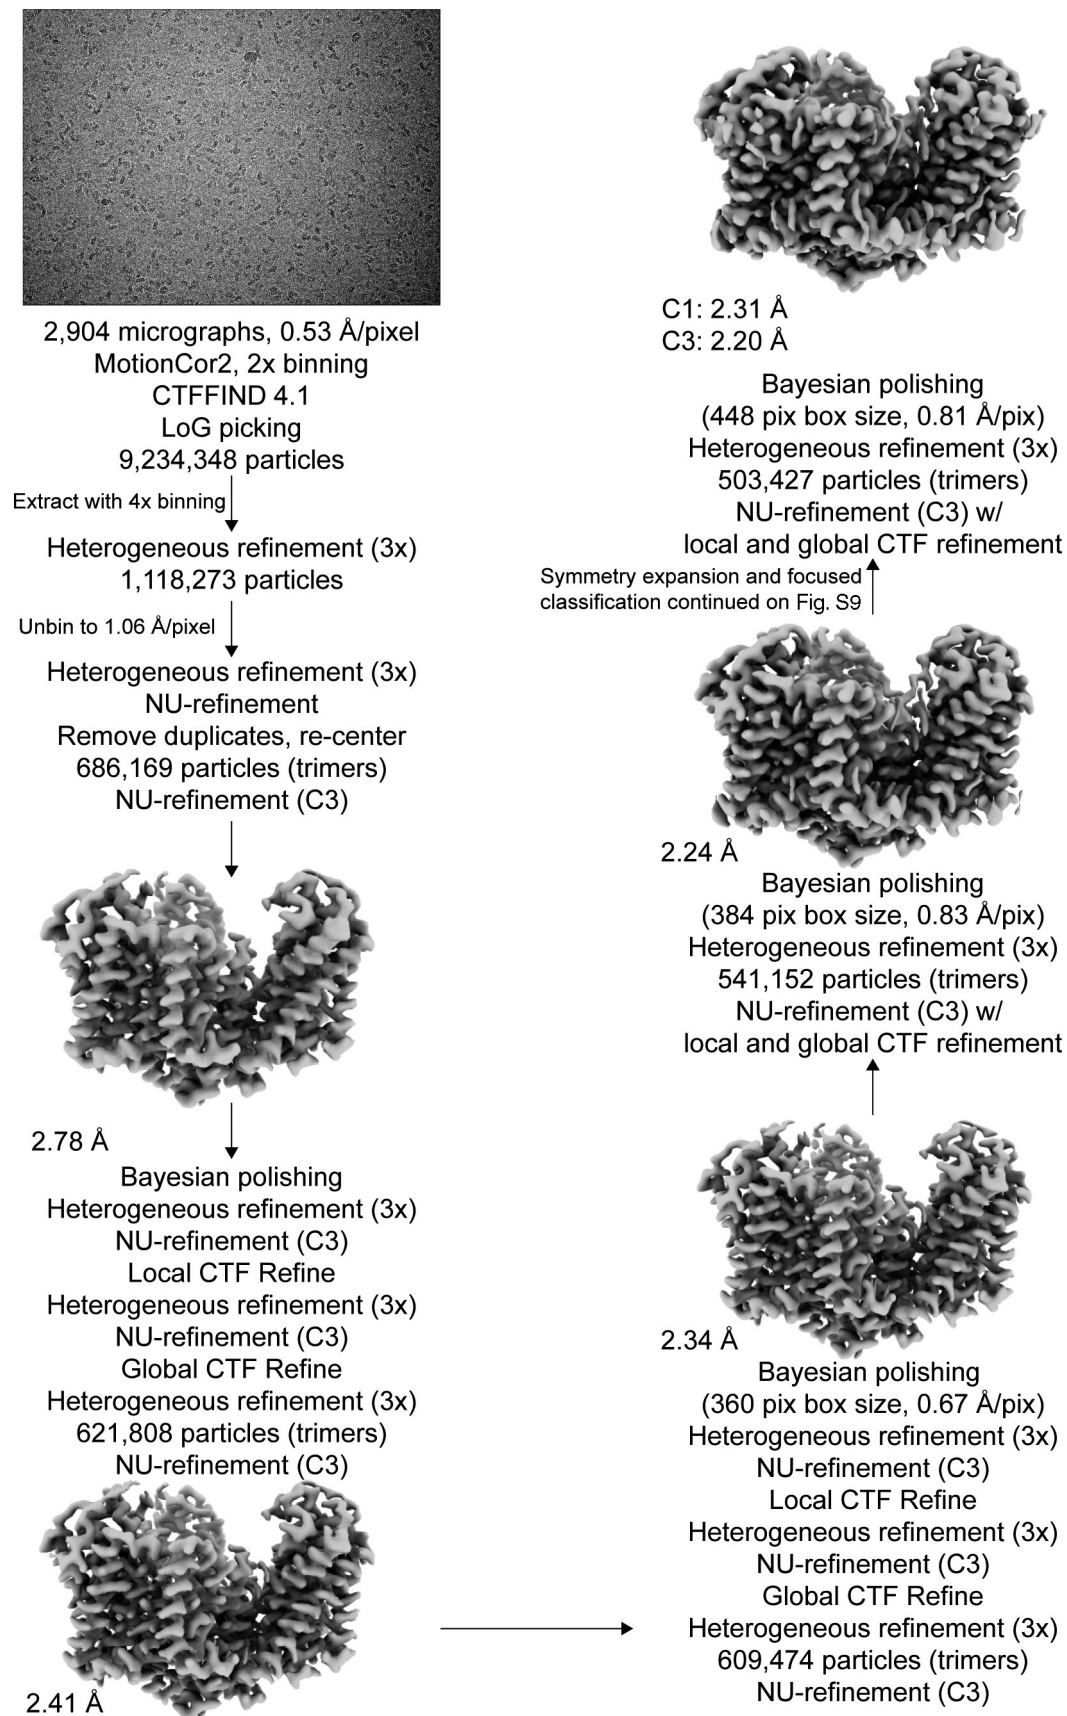 2,904 micrographs, 0.53 Å/pixel
MotionCor2, 2x binning
CTFFIND 4.1
LoG picking
9,234,348 particles
Extract with 4x binning
Heterogeneous refinement (3x)
1,118,273 particles
Unbin to 1.06 Å/pixel
Heterogeneous refinement (3x)
NU-refinement
Remove duplicates, re-center
686,169 particles (trimers)
NU-refinement (C3)
2.78 Å
Bayesian polishing
Heterogeneous refinement (3x)
NU-refinement (C3)
Local CTF Refine
Heterogeneous refinement (3x)
NU-refinement (C3)
Global CTF Refine
Heterogeneous refinement (3x)
621,808 particles (trimers)
NU-refinement (C3)
2.41 Å
C1: 2.31 Å
C3: 2.20 Å
Bayesian polishing
(448 pix box size, 0.81 Å/pix)
Heterogeneous refinement (3x)
503,427 particles (trimers)
NU-refinement (C3) w/
local and global CTF refinement
Symmetry expansion and focused
classification continued on Fig. S9
2.24 Å
Bayesian polishing
(384 pix box size, 0.83 Å/pix)
Heterogeneous refinement (3x)
541,152 particles (trimers)
NU-refinement (C3) w/
local and global CTF refinement
2.34 Å
Bayesian polishing
(360 pix box size, 0.67 Å/pix)
Heterogeneous refinement (3x)
NU-refinement (C3)
Local CTF Refine
Heterogeneous refinement (3x)
NU-refinement (C3)
Global CTF Refine
Heterogeneous refinement (3x)
609,474 particles (trimers)
NU-refinement (C3)